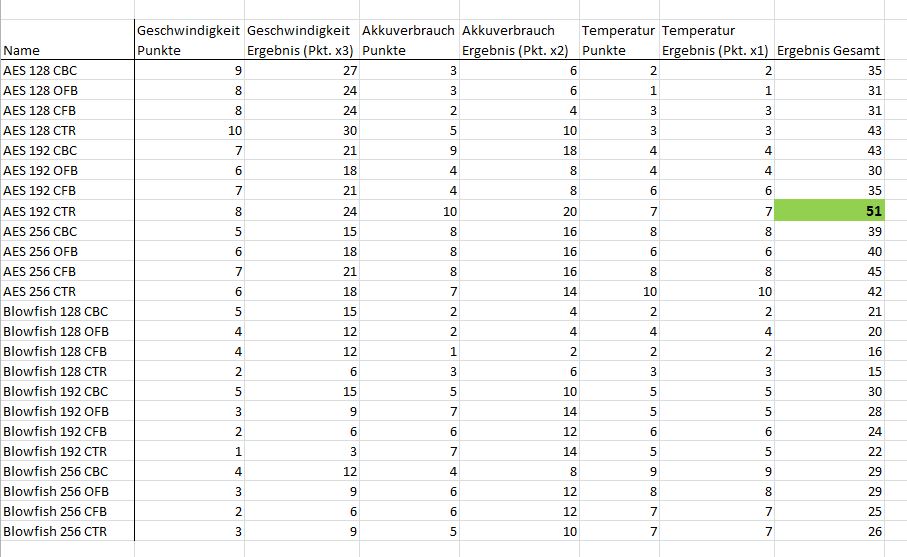 Geschwindigkeit Geschwindigkeit Akkuverbrauch Akkuverbrauch Temperatur Temperatur
Name Punkte Ergebnis (Pkt. x3) Punkte Ergebnis (Pkt. x2) Punkte Ergebnis (Pkt. x1) Ergebnis Gesamt
AES 128 CBC 9 27 3 6 2 2 35
AES 128 OFB 8 24 3 6 1 1 31
AES 128 CFB 8 24 2 4 3 3 31
AES 128 CTR 10 30 5 10 3 3 43
AES 192 CBC 7 21 9 18 4 4 43
AES 192 OFB 6 18 4 8 4 4 30
AES 192 CFB 7 21 4 8 6 6 35
AES 192 CTR 8 24 10 20 7 7 51
AES 256 CBC 5 15 8 16 8 8 39
AES 256 OFB 6 18 8 16 6 6 40
AES 256 CFB 7 21 8 16 8 8 45
AES 256 CTR 6 18 7 14 10 10 42
Blowfish 128 CBC 5 15 2 4 2 2 21
Blowfish 128 OFB 4 12 2 4 4 4 20
Blowfish 128 CFB 4 12 1 2 2 2 16
Blowfish 128 CTR 2 6 3 6 3 3 15
Blowfish 192 CBC 5 15 5 10 5 5 30
Blowfish 192 OFB 3 9 7 14 5 5 28
Blowfish 192 CFB 2 6 6 12 6 6 24
Blowfish 192 CTR 1 3 7 14 5 5 22
Blowfish 256 CBC 4 12 4 8 9 9 29
Blowfish 256 OFB 3 9 6 12 8 8 29
Blowfish 256 CFB 2 6 6 12 7 7 25
Blowfish 256 CTR 3 9 5 10 7 7 26